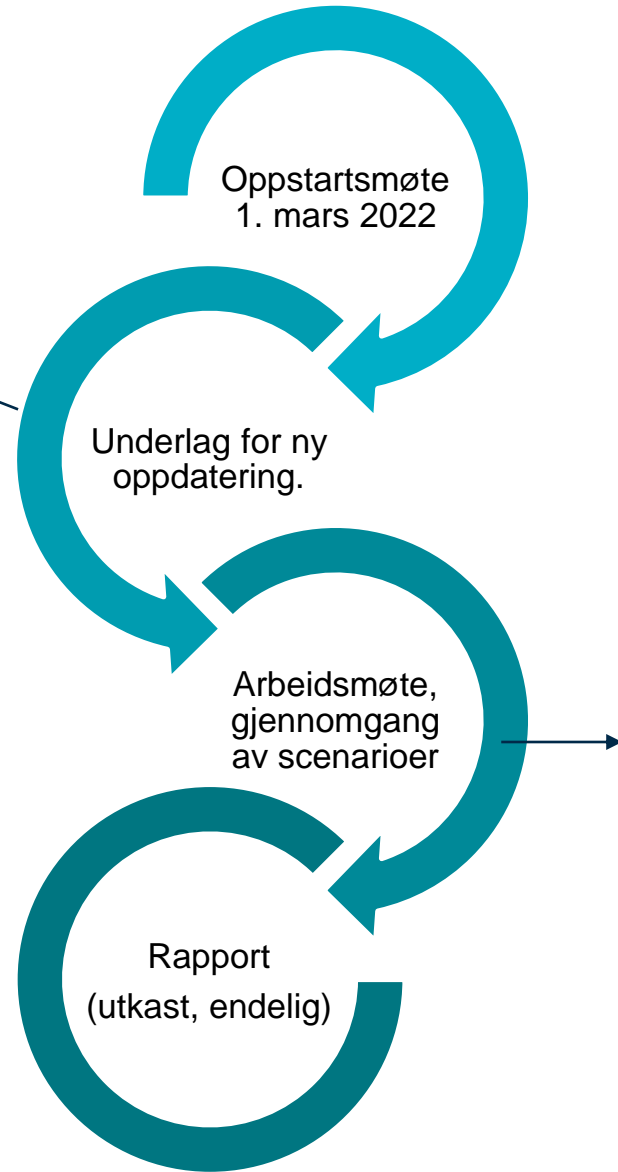 Oppstartsmøte
1. mars 2022
Underlag for ny
oppdatering.
Arbeidsmøte,
gjennomgang
av scenarioer
Rapport
(utkast, endelig)